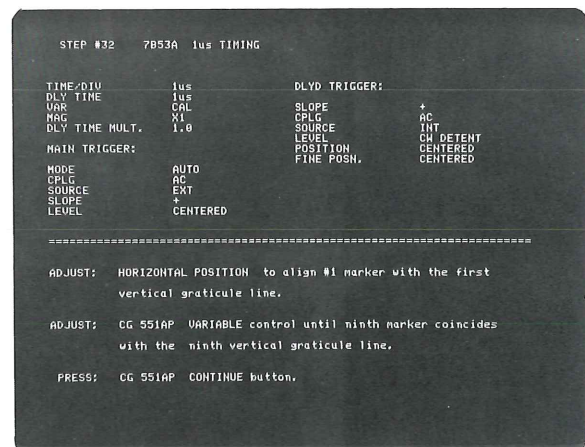 STEP #32 7B53A 1us TIMING
TIME/DIV 1us
DLY TIME 1us
VAR CAL
MAG X1
DLY TIME MULT. 1.0
MAIN TRIGGER:
MODE AUTO
CPLG AC
SOURCE EXT
SLOPE +
LEVEL CENTERED
DLYD TRIGGER:
SLOPE +
CPLG AC
SOURCE INT
LEVEL CW DETENT
POSITION CENTERED
FINE POSN. CENTERED
=====================================================================
ADJUST: HORIZONTAL POSITION to align #1 marker with the first
vertical graticule line.
ADJUST: CG 551AP VARIABLE control until ninth marker coincides
with the ninth vertical graticule line.
PRESS: CG 551AP CONTINUE button.